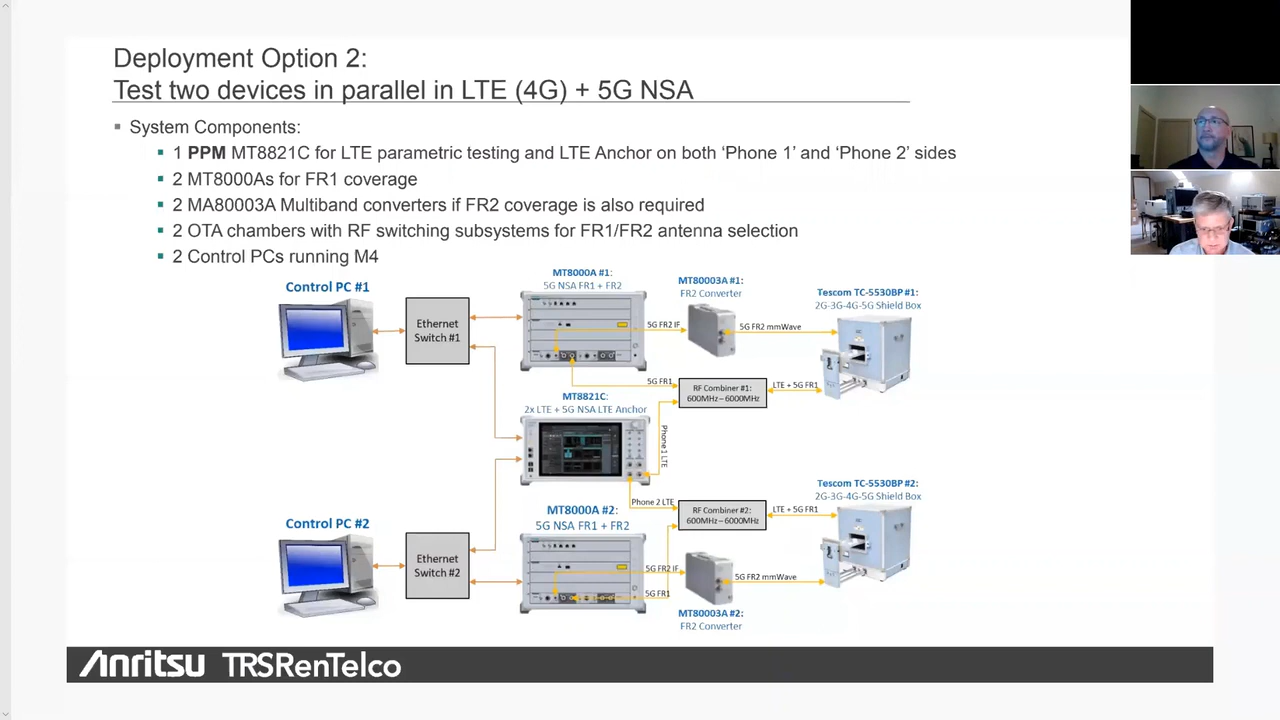 Deployment Option 2:
Test two devices in parallel in LTE (4G) + 5G NSA
System Components:
1 PPM MT8821C for LTE parametric testing and LTE Anchor on both ‘Phone 1’ and ‘Phone 2’ sides
2 MT8000As for FR1 coverage
2 MA80003A Multiband converters if FR2 coverage is also required
2 OTA chambers with RF switching subsystems for FR1/FR2 antenna selection
2 Control PCs running M4
Control PC #1
Ethernet
Switch #1
MT8000A #1:
5G NSA FR1 + FR2
5G FR2 IF
MT80003A #1:
FR2 Converter
5G FR2 mmWave
Tescom TC-5530BP #1:
2G-3G-4G-5G Shield Box
5G FR1
RF Combiner #1:
600MHz – 6000MHz
LTE + 5G FR1
MT8821C:
2x LTE + 5G NSA LTE Anchor
Phone 1 LTE
Phone 2 LTE
RF Combiner #2:
600MHz – 6000MHz
LTE + 5G FR1
Tescom TC-5530BP #2:
2G-3G-4G-5G Shield Box
Control PC #2
Ethernet
Switch #2
MT8000A #2:
5G NSA FR1 + FR2
5G FR2 IF
5G FR1
5G FR2 mmWave
MT80003A #2:
FR2 Converter
Anritsu TRSRenTelco